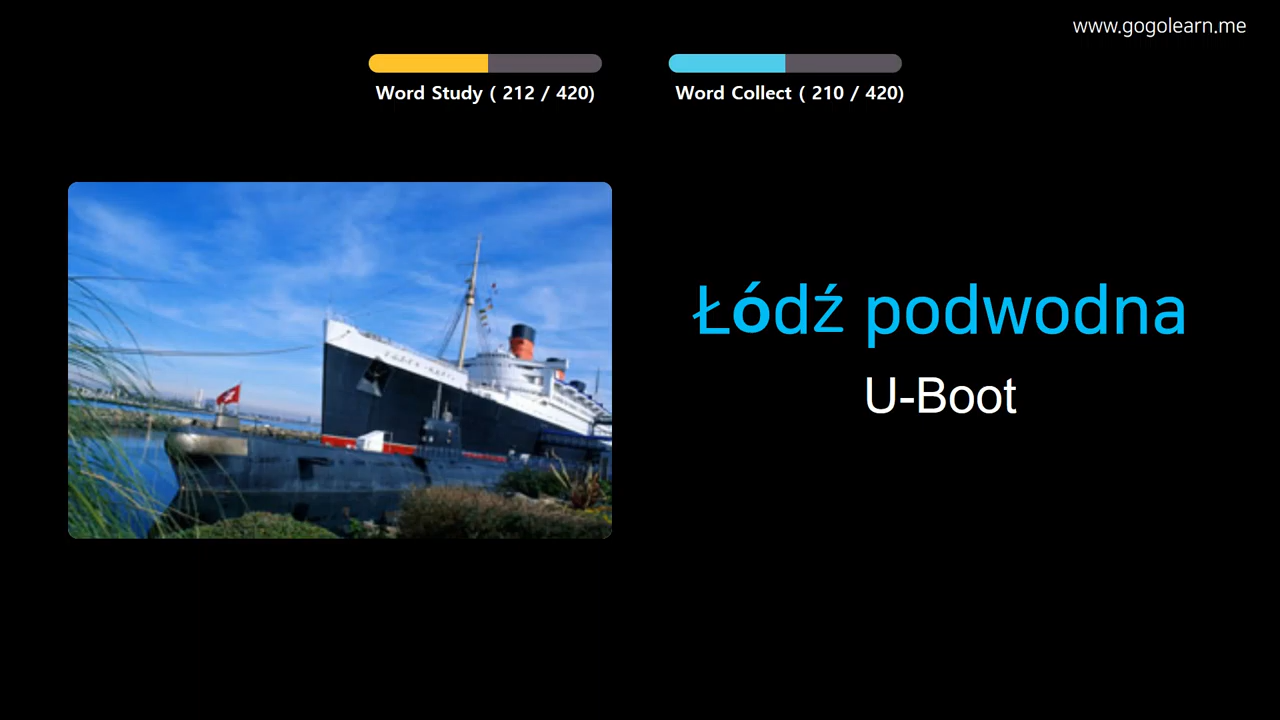 www.gogolearn.me
Word Study ( 212 / 420)
Word Collect ( 210 / 420)
Łódź podwodna
U-Boot